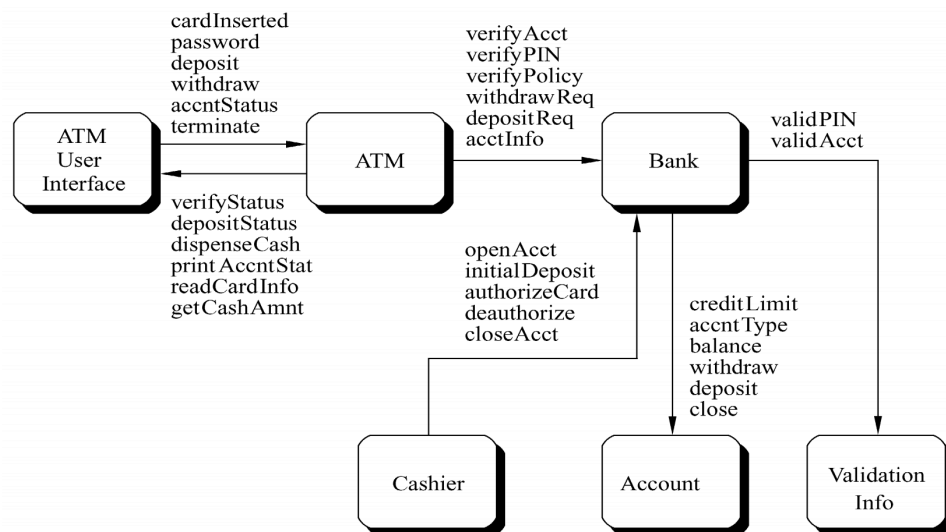 cardInserted
password
deposit
withdraw
accntStatus
terminate
verifyAcct
verifyPIN
verifyPolicy
withdrawReq
depositReq
acctInfo
validPIN
validAcct
ATM
User
Interface
ATM
Bank
verifyStatus
depositStatus
dispenseCash
print AccntStat
readCardInfo
getCashAmnt
openAcct
initialDeposit
authorizeCard
deauthorize
closeAcct
creditLimit
accntType
balance
withdraw
deposit
close
Cashier
Account
Validation
Info